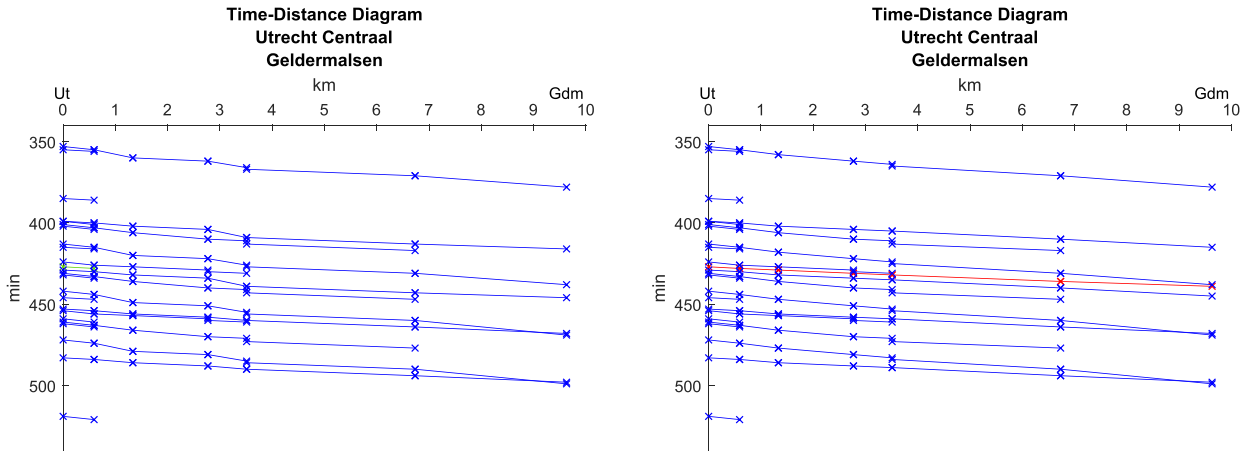 Time-Distance Diagram
Utrecht Centraal
Geldermalsen
km
Ut Gdm
0 1 2 3 4 5 6 7 8 9 10
350
400
450
500
min
Time-Distance Diagram
Utrecht Centraal
Geldermalsen
km
Ut Gdm
0 1 2 3 4 5 6 7 8 9 10
350
400
450
500
min